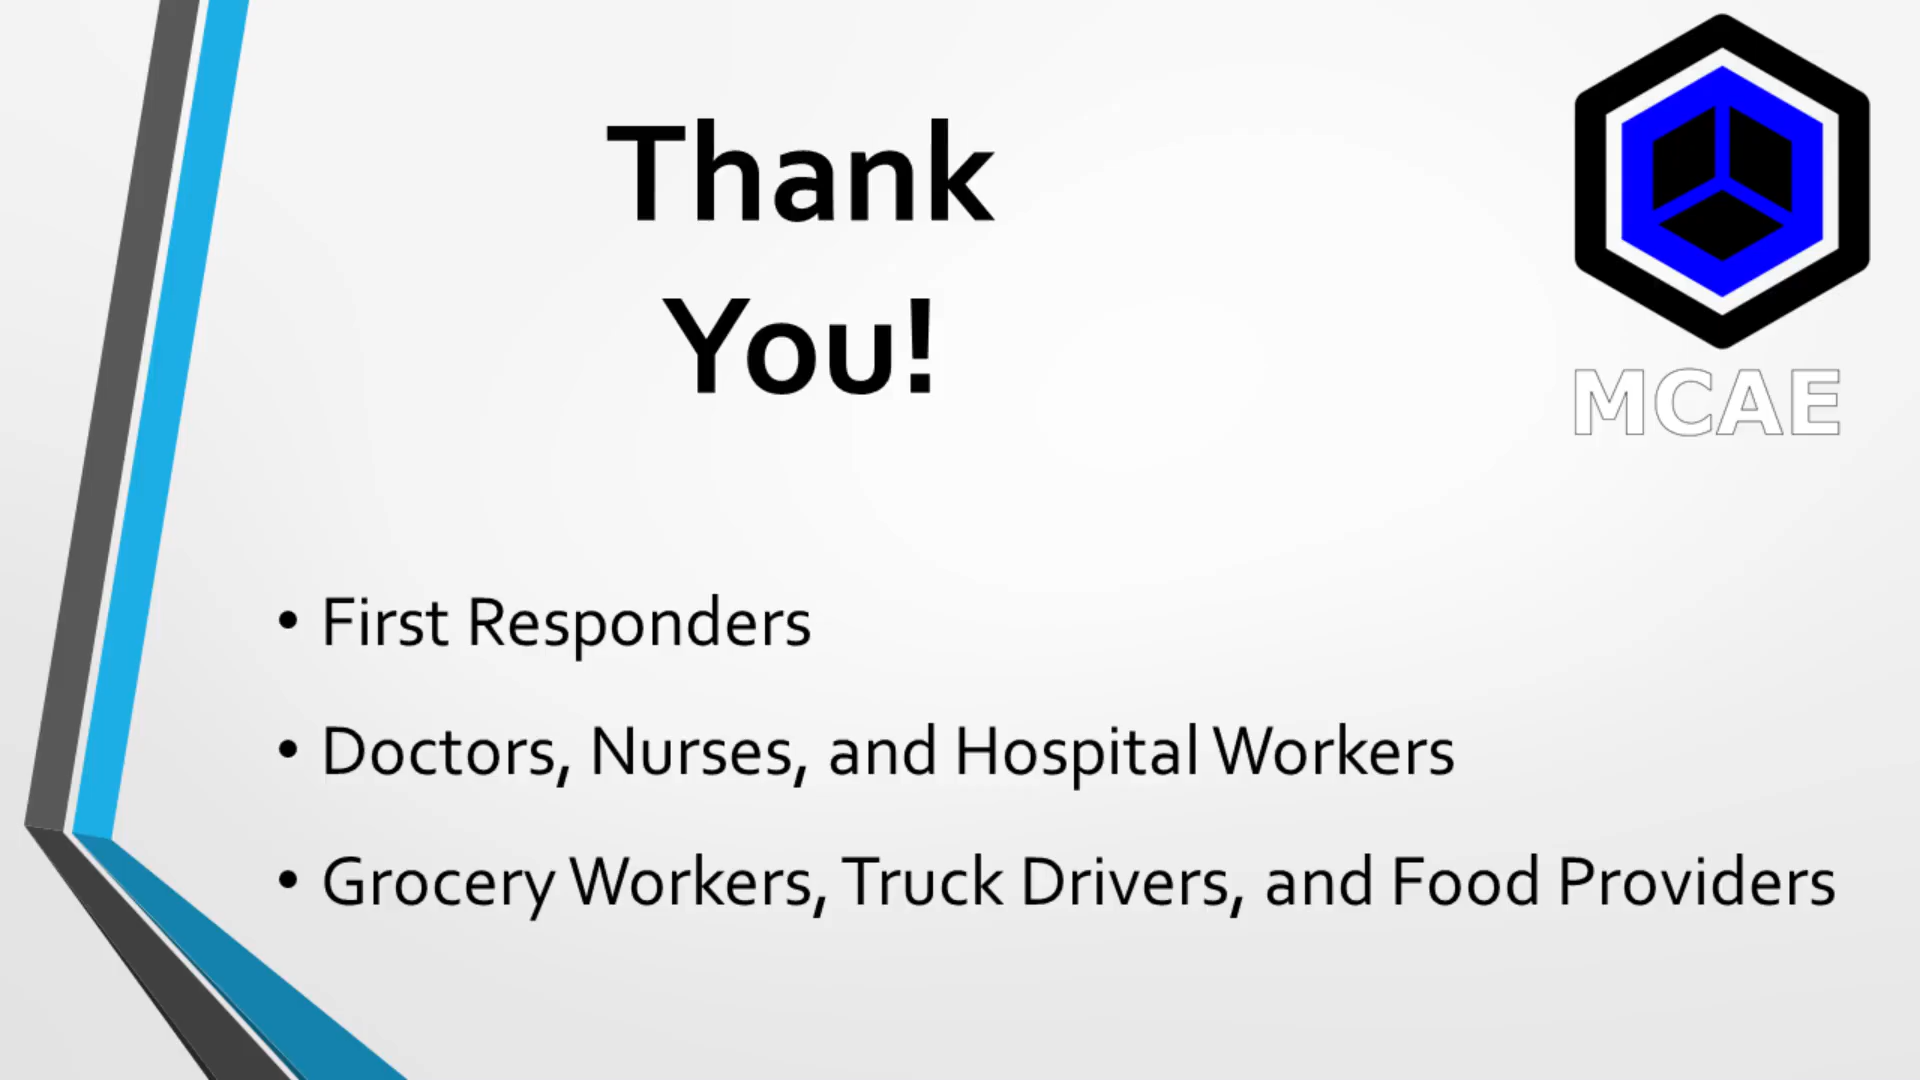 Thank
You!
MCAE
• First Responders
• Doctors, Nurses, and Hospital Workers
• Grocery Workers, Truck Drivers, and Food Providers